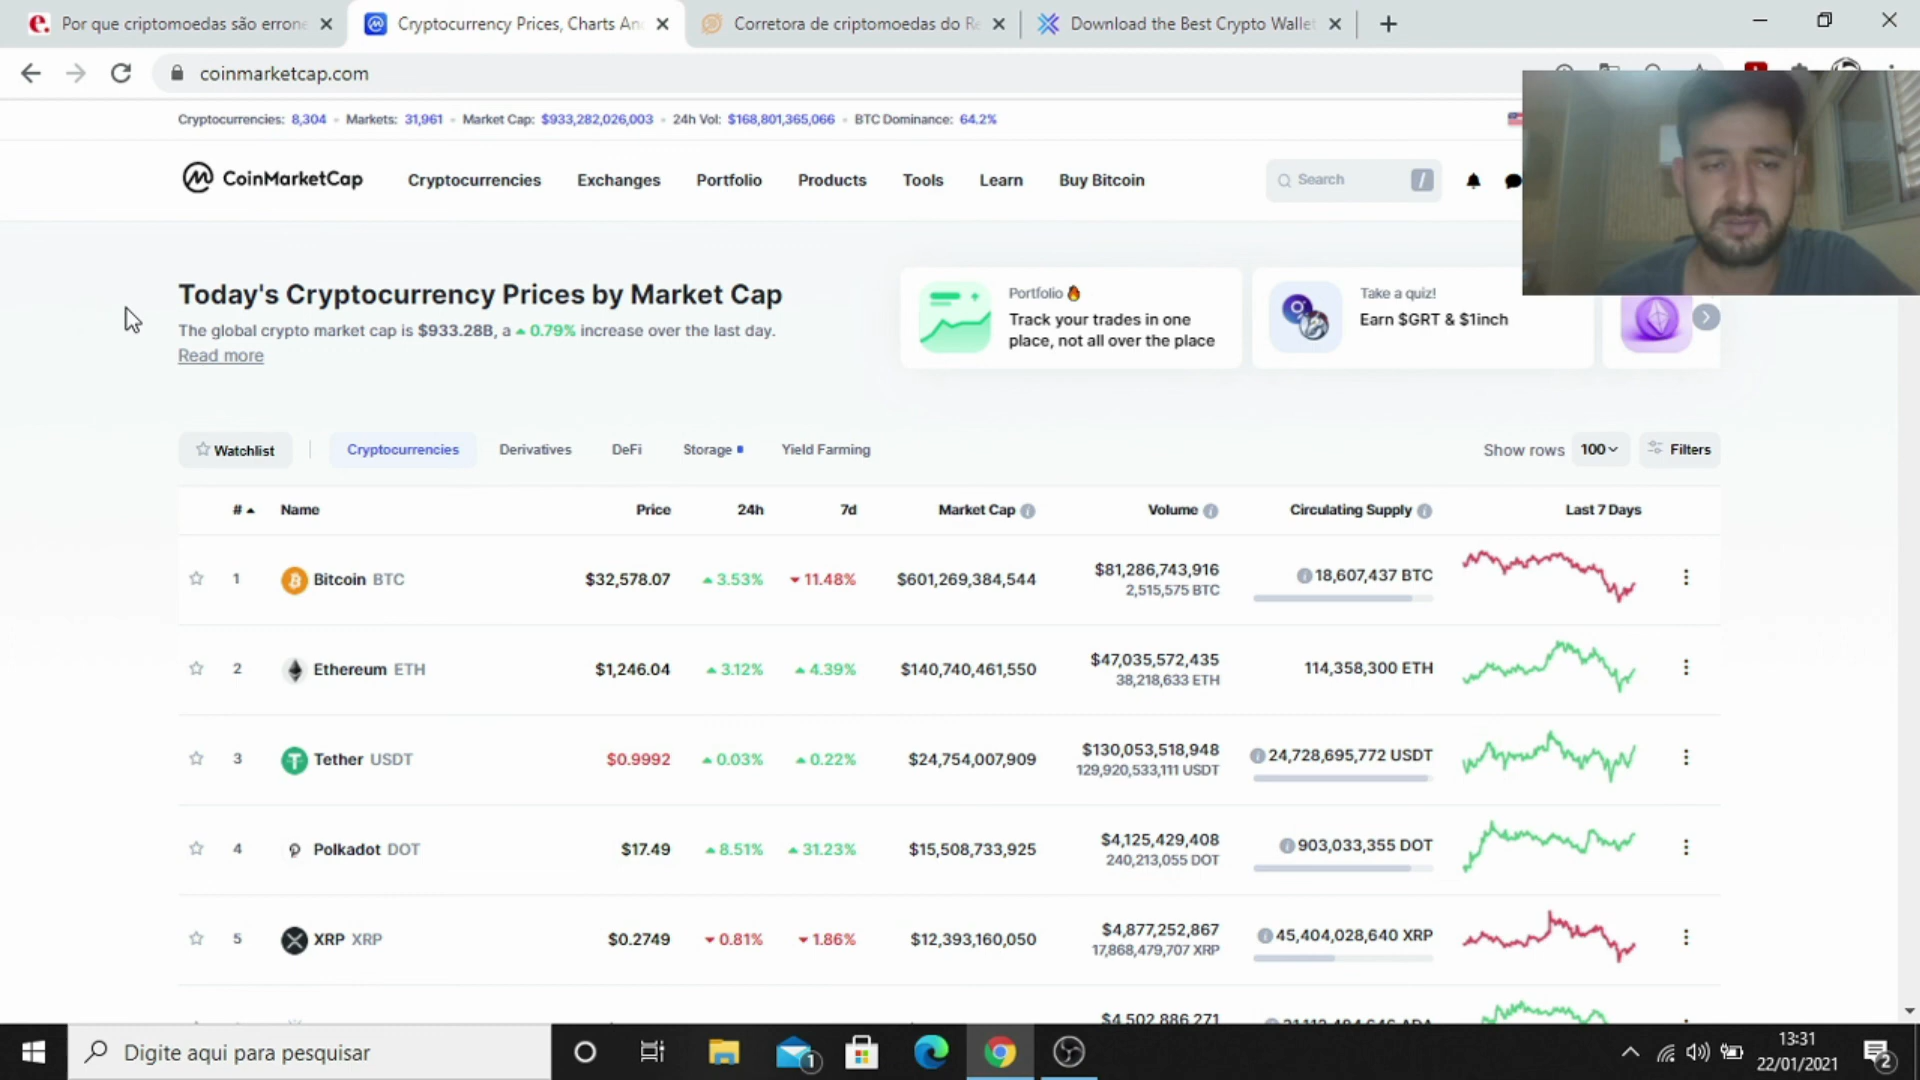 Por que criptomoedas são errone
Cryptocurrency Prices, Charts An
Corretora de criptomoedas do Re
Download the Best Crypto Walle
coinmarketcap.com
Cryptocurrencies: 8,304 Markets: 31,961 Market Cap: $933,282,026,003 24h Vol: $168,801,365,066 BTC Dominance: 64.2%
CoinMarketCap Cryptocurrencies Exchanges Portfolio Products Tools Learn Buy Bitcoin Search /
Today's Cryptocurrency Prices by Market Cap
The global crypto market cap is $933.28B, a 0.79% increase over the last day.
Read more
Portfolio
Track your trades in one
place, not all over the place
Take a quiz!
Earn $GRT & $1inch
Watchlist Cryptocurrencies Derivatives DeFi Storage Yield Farming Show rows 100 Filters
# Name Price 24h 7d Market Cap Volume Circulating Supply Last 7 Days
1 Bitcoin BTC $32,578.07 3.53% 11.48% $601,269,384,544 $81,286,743,916 18,607,437 BTC
2,515,575 BTC
2 Ethereum ETH $1,246.04 3.12% 4.39% $140,740,461,550 $47,035,572,435 114,358,300 ETH
38,218,633 ETH
3 Tether USDT $0.9992 0.03% 0.22% $24,754,007,909 $130,053,518,948 24,728,695,772 USDT
129,920,533,111 USDT
4 Polkadot DOT $17.49 8.51% 31.23% $15,508,733,925 $4,125,429,408 903,033,355 DOT
240,213,055 DOT
5 XRP XRP $0.2749 0.81% 1.86% $12,393,160,050 $4,877,252,867 45,404,028,640 XRP
17,868,479,707 XRP
$4,502,886,271
Digite aqui para pesquisar
1
13:31
22/01/2021
2